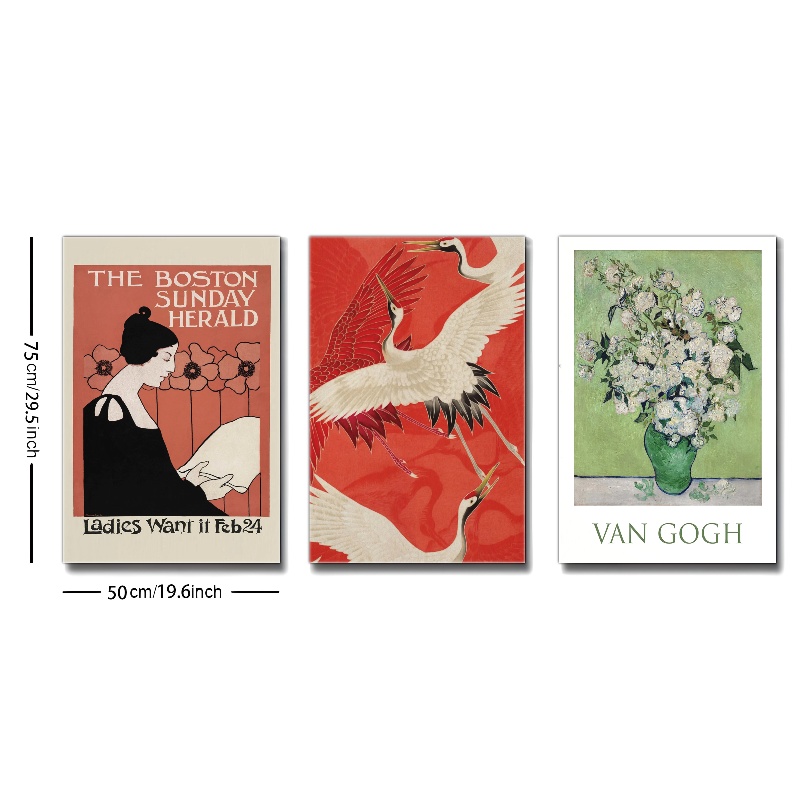 THE BOSTON
SUNDAY
HERALD
Ladies Want it Feb 24
VAN GOGH
75cm/29.5inch
50cm/19.6inch